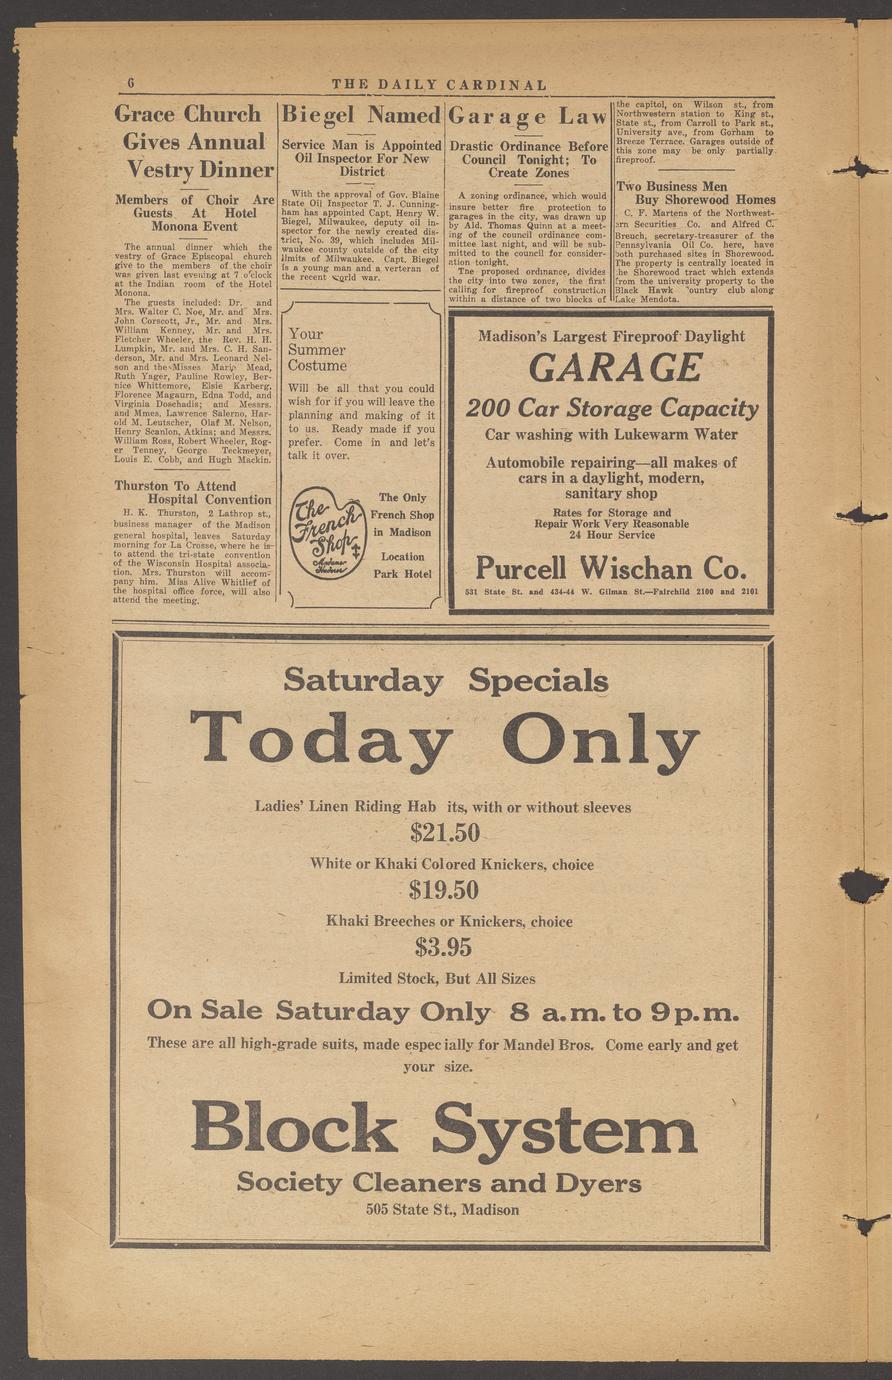 6
THE DAILY CARDINAL
Grace Church
Gives Annual
Vestry Dinner
Members of Choir Are
Guests At Hotel
Monona Event
The annual dinner which the
vestry of Grace Episcopal church
give to the members of the choir
was given last evening at 7 o'clock
at the Indian room of the Hotel
Monona.
The guests included: Dr. and
Mrs. Walter C. Noe, Mr. and Mrs.
John Corscott, Jr., Mr. and Mrs.
William Kenney, Mr. and Mrs.
Fletcher Wheeler, the Rev. H. H.
Lumpkin, Mr. and Mrs. C. H. San-
derson, Mr. and Mrs. Leonard Nel-
son and the Misses Mead,
Ruth Yager, Pauline Rowley, Ber-
nice Whittemore, Elsie Karberg,
Florence Magaurn, Edna Todd, and
Virginia Doschadis; and Messrs.
and Mmes. Lawrence Salerno, Har-
old M. Leutscher, Olaf M. Nelson,
Henry Scanlon, Atkins; and Messrs.
William Ross, Robert Wheeler, Rog-
er Tenney, George Teckmeyer,
Louis E. Cobb, and Hugh Mackin.
Thurston To Attend
Hospital Convention
H. K. Thurston, 2 Lathrop st.,
business manager of the Madison
general hospital, leaves Saturday
morning for La Crosse, where he is
to attend the tri-state convention
of the Wisconsin Hospital associa-
tion. Mrs. Thurston will accom-
pany him. Miss Alive Whitlief of
the hospital office force, will also
attend the meeting.
Biegel Named
Service Man is Appointed
Oil Inspector For New
District
With the approval of Gov. Blaine
State Oil Inspector T. J. Cunning-
ham has appointed Capt. Henry W.
Biegel, Milwaukee, deputy oil in-
spector for the newly created dis-
trict, No. 39, which includes Mil-
waukee county outside of the city
limits of Milwaukee. Capt. Biegel
is a young man and a verteran of
the recent world war.
Your
Summer
Costume
Will be all that you could
wish for if you will leave the
planning and making of it
to us. Ready made if you
prefer. Come in and let's
talk it over.
The
French
Shop
The Only
French Shop
in Madison
Location
Park Hotel
Garage Law
Drastic Ordinance Before
Council Tonight; To
Create Zones
A zoning ordinance, which would
insure better fire protection to
garages in the city, was drawn up
by Ald. Thomas Quinn at a meet-
ing of the council ordinance com-
mittee last night, and will be sub-
mitted to the council for consider-
ation tonight.
The proposed ordinance, divides
the city into two zones, the first
calling for fireproof construction
within a distance of two blocks of
the capitol, on Wilson st., from
Northwestern station to King st.,
State st., from Carroll to Park st.,
University ave., from Gorham to
Breeze Terrace. Garages outside of
this zone may be only partially
fireproof.
Two Business Men
Buy Shorewood Homes
C. F. Martens of the Northwest-
ern Securities Co. and Alfred C.
Breuch, secretary-treasurer of the
Pennsylvania Oil Co. here, have
both purchased sites in Shorewood.
The property is centrally located in
the Shorewood tract which extends
from the university property to the
Black Hawk ountry club along
Lake Mendota.
Madison's Largest Fireproof Daylight
GARAGE
200 Car Storage Capacity
Car washing with Lukewarm Water
Automobile repairing—all makes of
cars in a daylight, modern,
sanitary shop
Rates for Storage and
Repair Work Very Reasonable
24 Hour Service
Purcell Wischan Co.
531 State St. and 434-44 W. Gilman St.—Fairchild 2100 and 2101
Saturday Specials
Today Only
Ladies' Linen Riding Hab its, with or without sleeves
$21.50
White or Khaki Colored Knickers, choice
$19.50
Khaki Breeches or Knickers, choice
$3.95
Limited Stock, But All Sizes
On Sale Saturday Only 8 a.m. to 9 p.m.
These are all high-grade suits, made espec ially for Mandel Bros. Come early and get
your size.
Block System
Society Cleaners and Dyers
505 State St., Madison